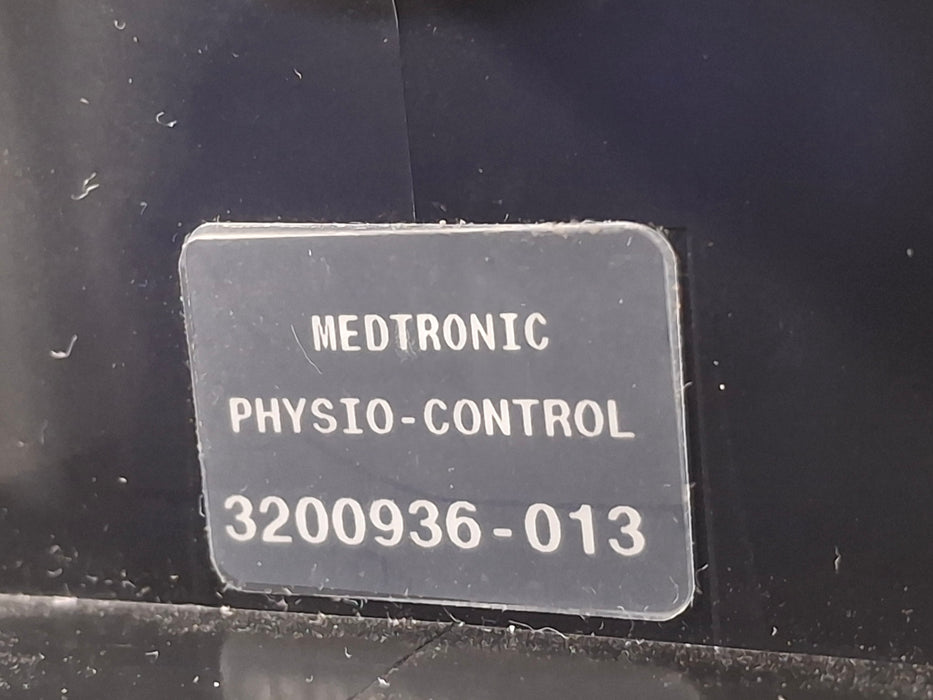 MEDTRONIC
PHYSIO-CONTROL
3200936-013